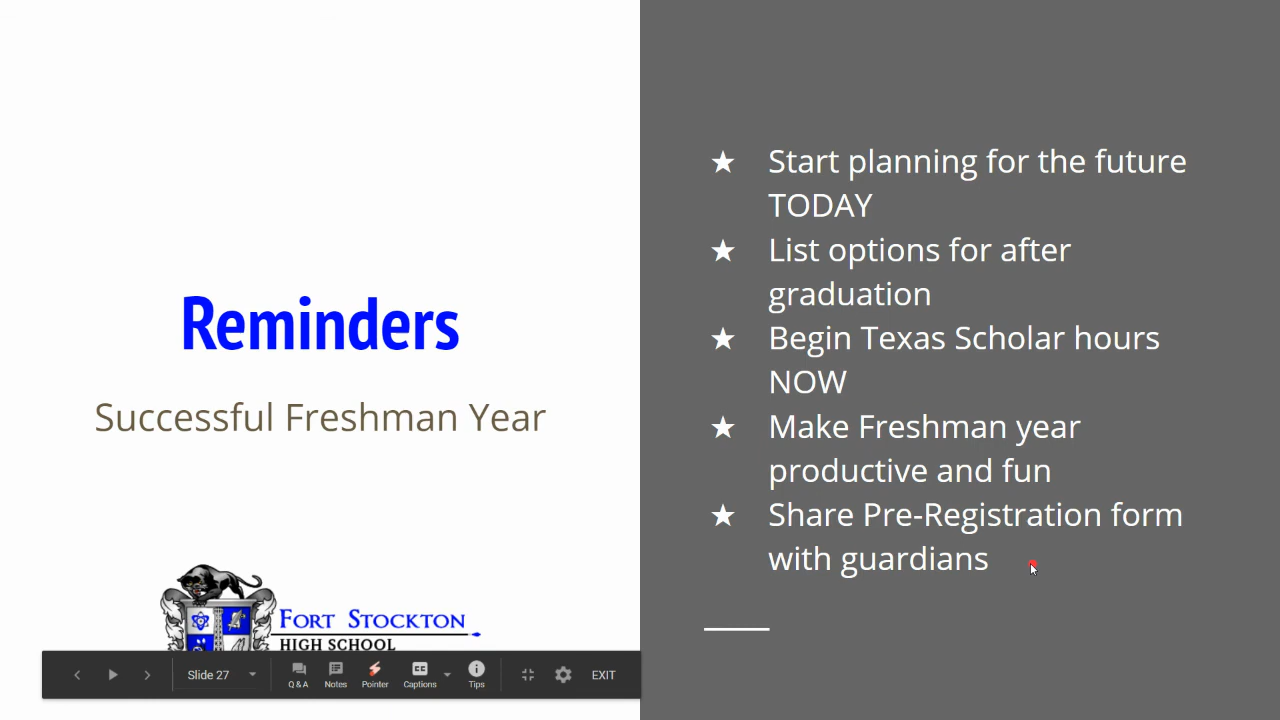 Reminders
Successful Freshman Year
FORT STOCKTON
HIGH SCHOOL
★ Start planning for the future
TODAY
★ List options for after
graduation
★ Begin Texas Scholar hours
NOW
★ Make Freshman year
productive and fun
★ Share Pre-Registration form
with guardians
Slide 27
Q & A
Notes
Pointer
CC
Captions
Tips
EXIT